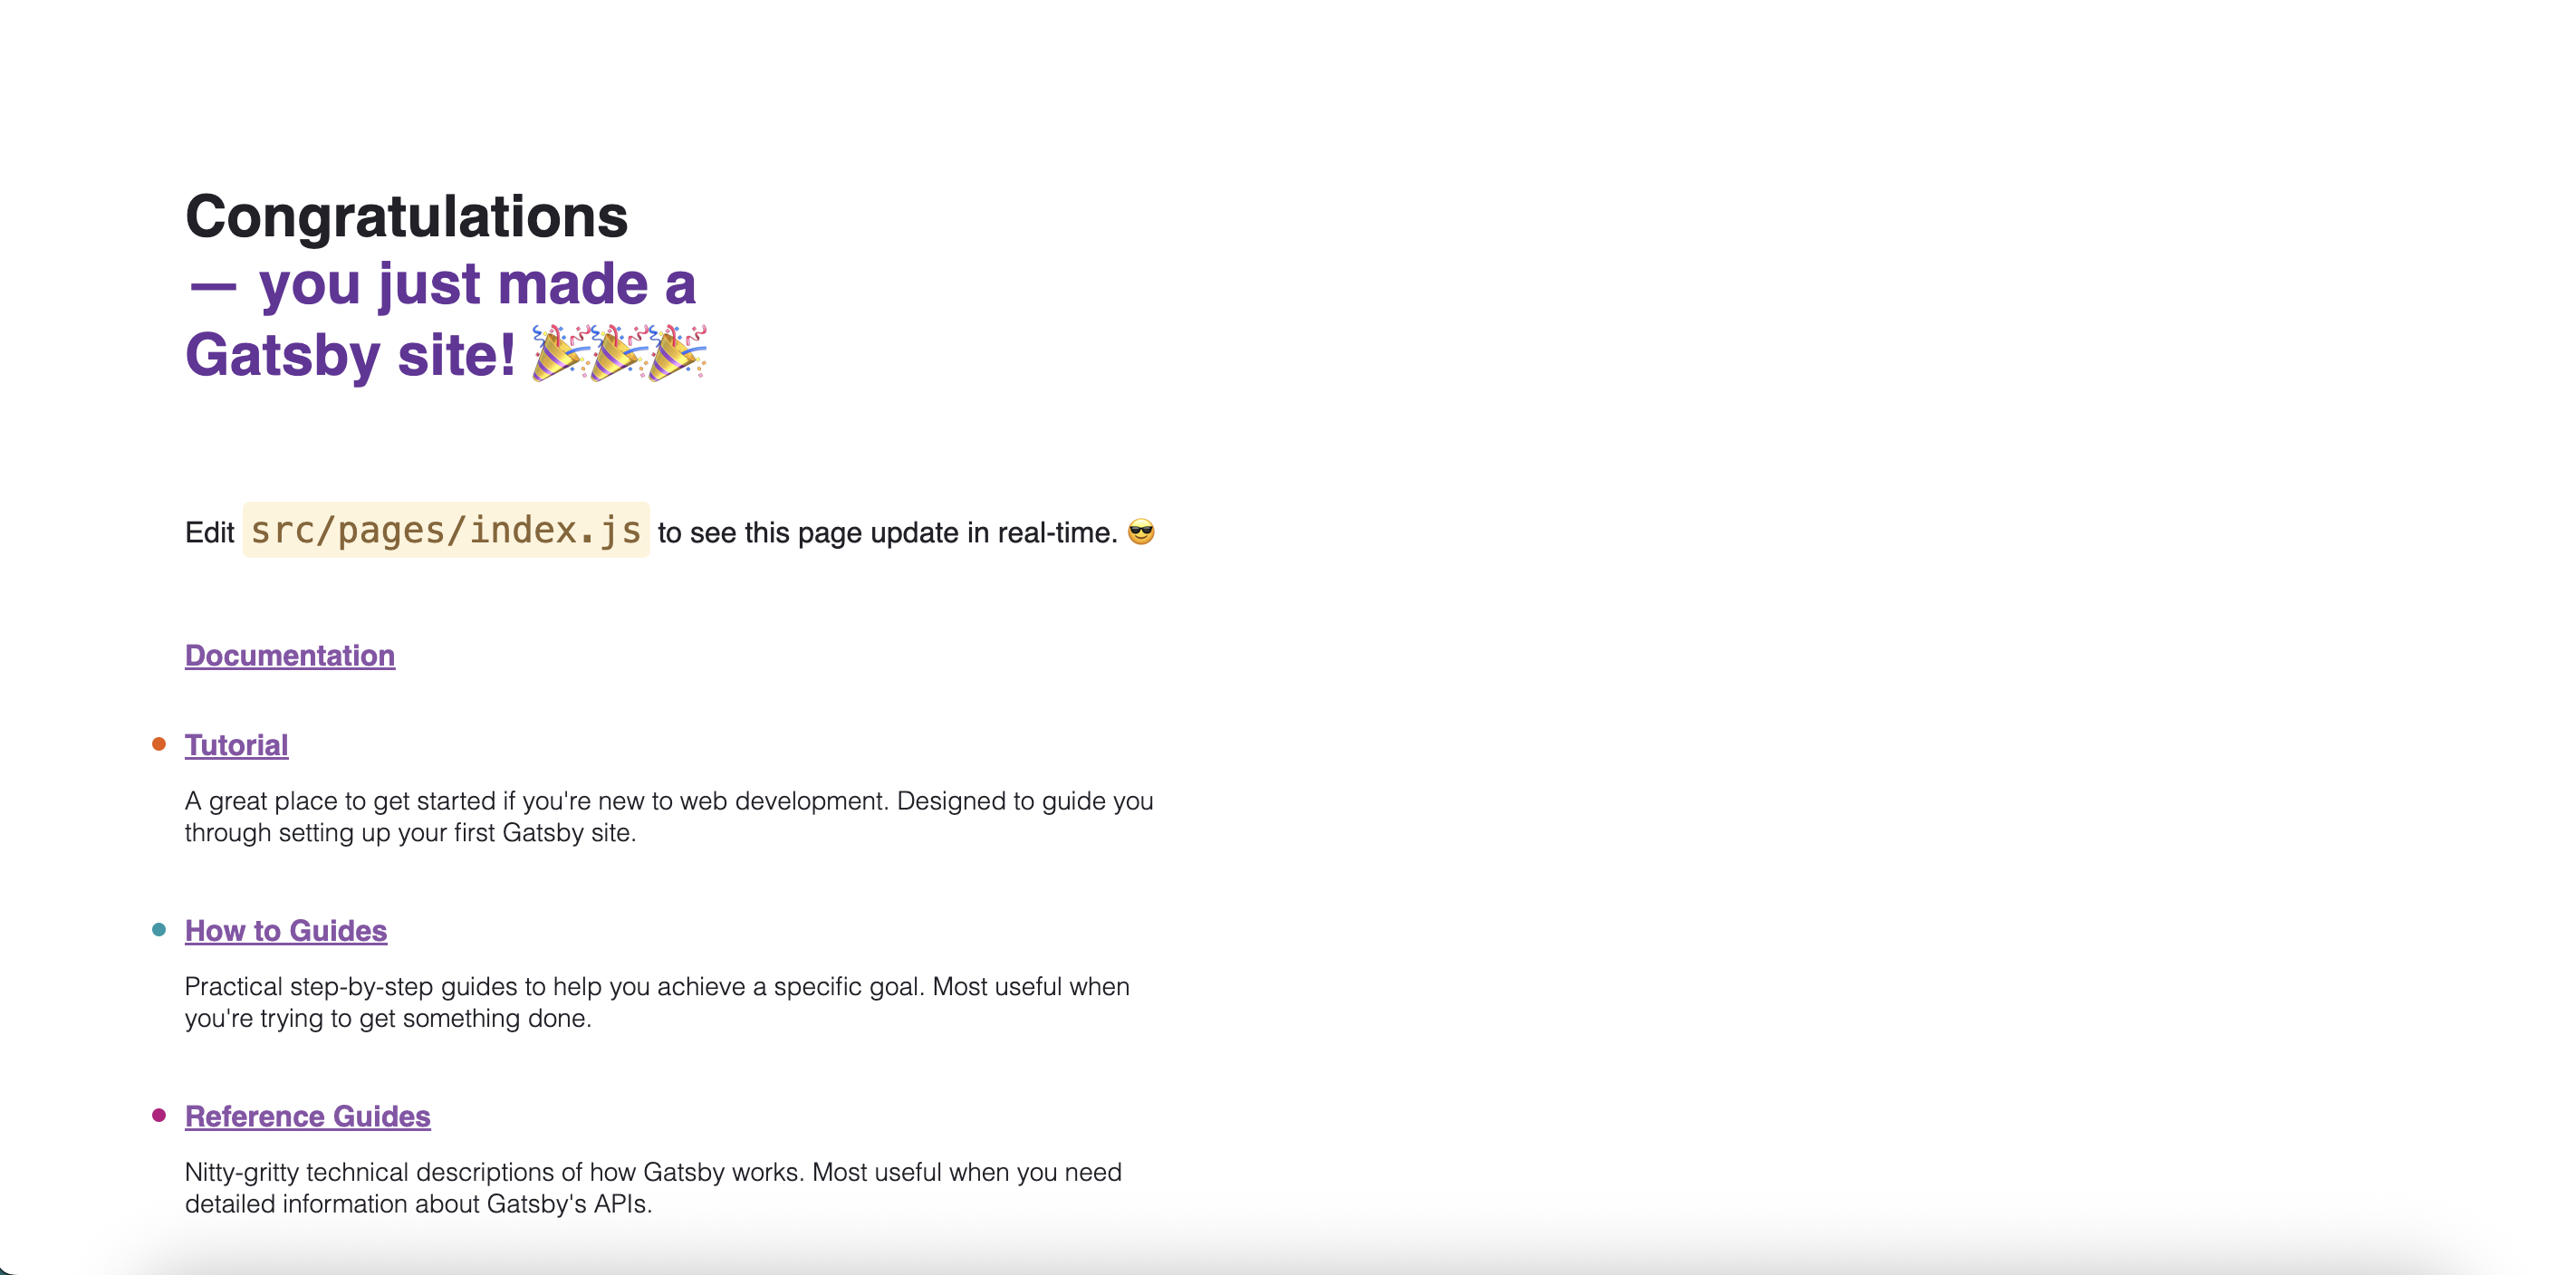 Congratulations
— you just made a
Gatsby site! 🎉🎉🎉
Edit src/pages/index.js to see this page update in real-time. 😎
Documentation
Tutorial
A great place to get started if you're new to web development. Designed to guide you
through setting up your first Gatsby site.
How to Guides
Practical step-by-step guides to help you achieve a specific goal. Most useful when
you're trying to get something done.
Reference Guides
Nitty-gritty technical descriptions of how Gatsby works. Most useful when you need
detailed information about Gatsby's APIs.